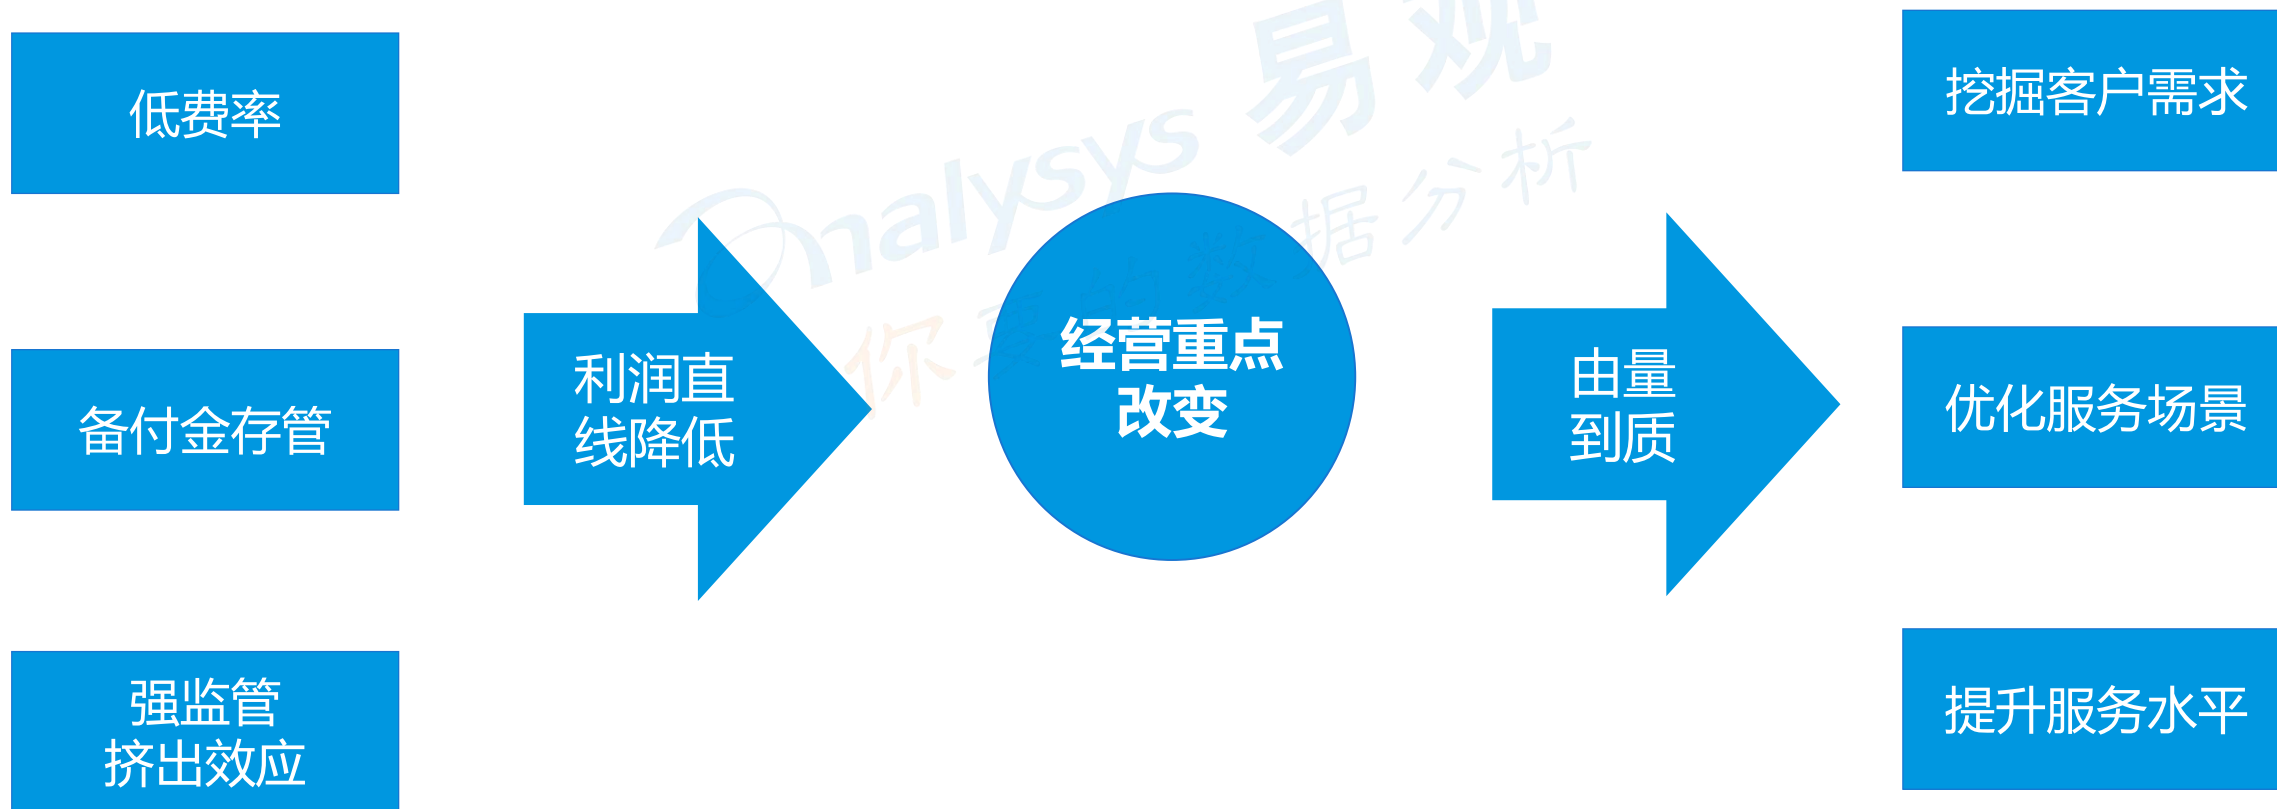 低费率
备付金存管
强监管
挤出效应
利润直
线降低
经营重点
改变
由量
到质
挖掘客户需求
优化服务场景
提升服务水平
analysys 易观
你要的数据分析